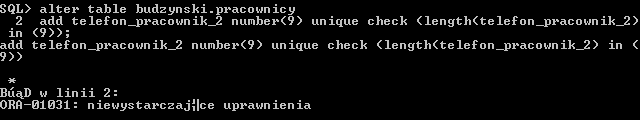 SQL> alter table budzynski.pracownicy
2 add telefon_pracownik_2 number(9) unique check (length(telefon_pracownik_2)
in (9));
add telefon_pracownik_2 number(9) unique check (length(telefon_pracownik_2) in (
9))
*
BúąD w linii 2:
ORA-01031: niewystarczaj¦ce uprawnienia